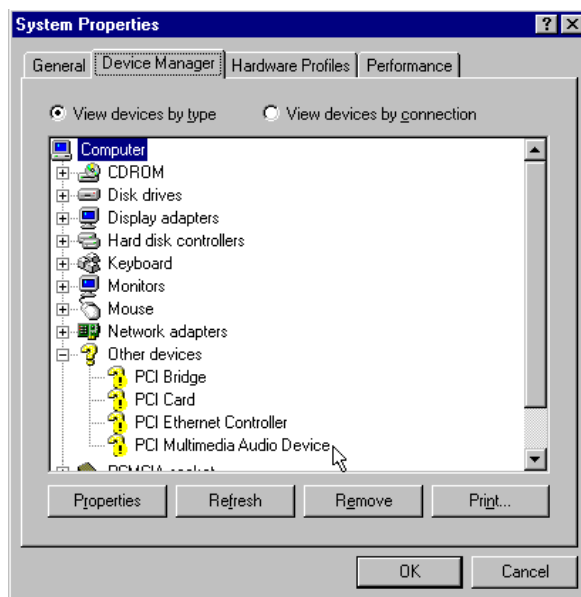 System Properties
General Device Manager Hardware Profiles Performance
View devices by type View devices by connection
Computer
CDROM
Disk drives
Display adapters
Hard disk controllers
Keyboard
Monitors
Mouse
Network adapters
Other devices
PCI Bridge
PCI Card
PCI Ethernet Controller
PCI Multimedia Audio Device
PCMCIA socket
Properties Refresh Remove Print...
OK Cancel